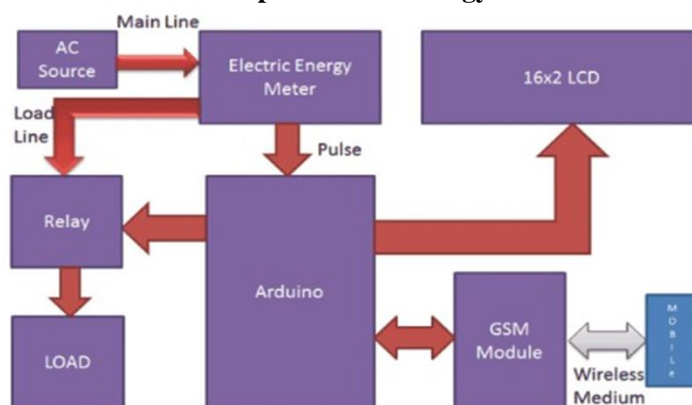 Main Line
AC
Source
Electric Energy
Meter
16x2 LCD
Load
Line
Pulse
Relay
Arduino
LOAD
GSM
Module
MOBILe
Wireless
Medium